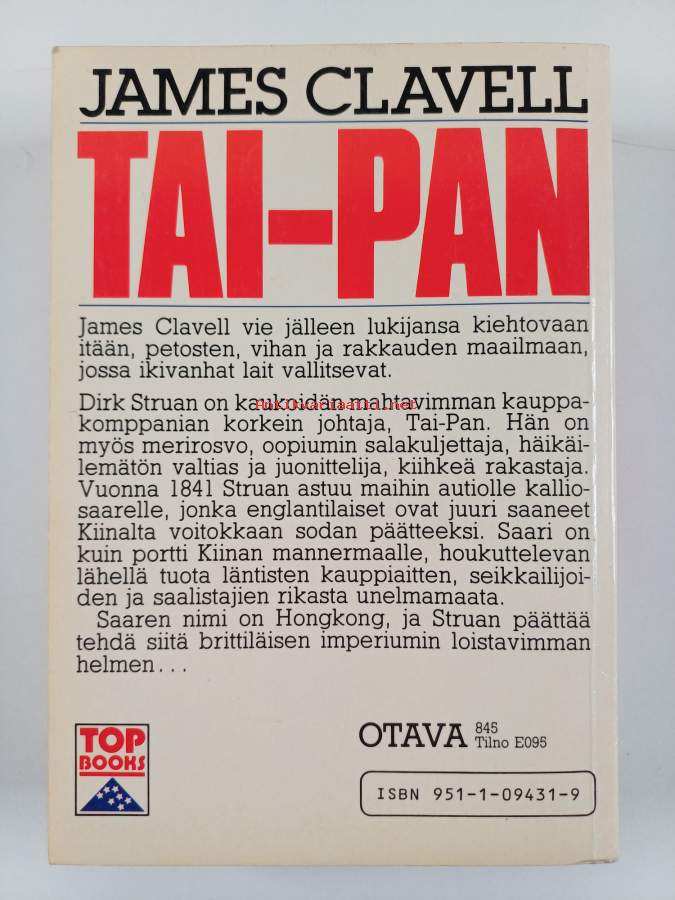 JAMES CLAVELL
TAI-PAN
James Clavell vie jälleen lukijansa kiehtovaan
itään, petosten, vihan ja rakkauden maailmaan,
jossa ikivanhat lait vallitsevat.
Dirk Struan on kaukoidän mahtavimman kauppa-
Antikvariaatti.net
komppanian korkein johtaja, Tai-Pan. Hän on
myös merirosvo, oopiumin salakuljettaja, häikäi-
lemätön valtias ja juonittelija, kiihkeä rakastaja.
Vuonna 1841 Struan astuu maihin autiolle kallio-
saarelle, jonka englantilaiset ovat juuri saaneet
Kiinalta voitokkaan sodan päätteeksi. Saari on
kuin portti Kiinan mannermaalle, houkuttelevan
lähellä tuota läntisten kauppiaitten, seikkailijoi-
den ja saalistajien rikasta unelmamaata.
Saaren nimi on Hongkong, ja Struan päättää
tehdä siitä brittiläisen imperiumin loistavimman
helmen...
TOP
BOOKS
OTAVA
845
Tilno E095
ISBN 951-1-09431-9